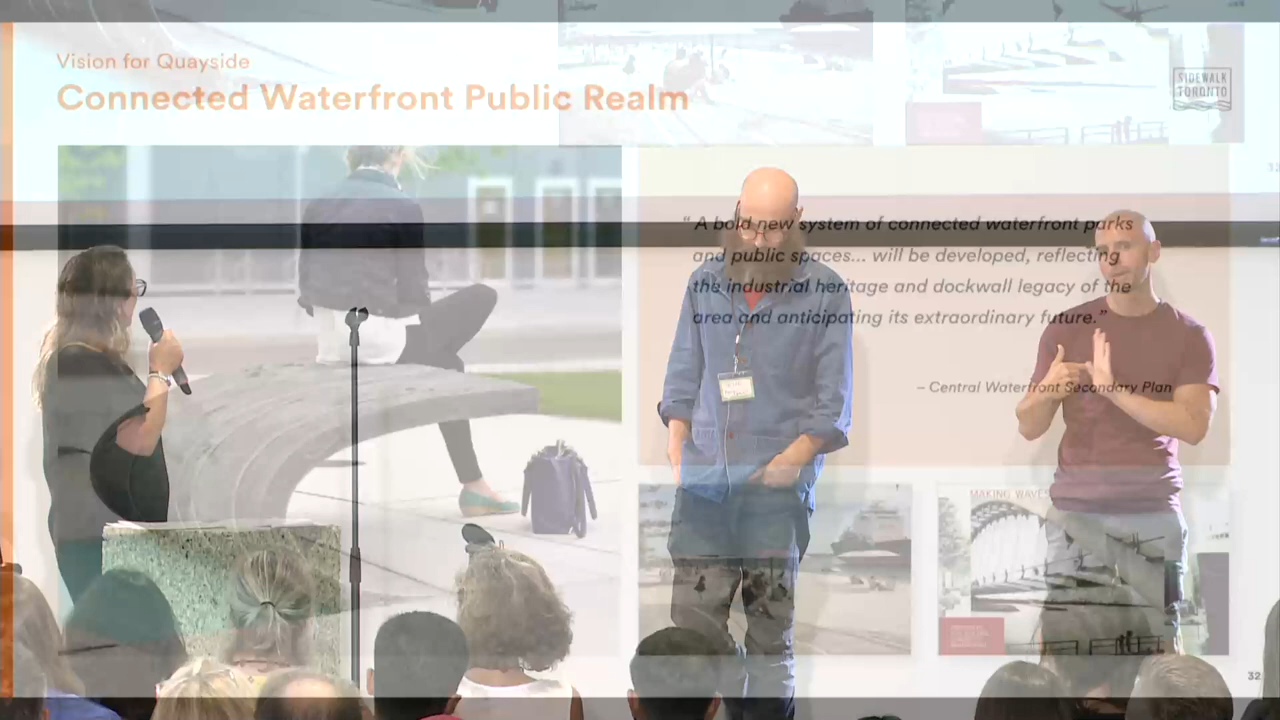 Vision for Quayside
Connected Waterfront Public Realm
SIDEWALK
TORONTO
“ A bold new system of connected waterfront parks
and public spaces... will be developed, reflecting
the industrial heritage and dockwall legacy of the
area and anticipating its extraordinary future.”
– Central Waterfront Secondary Plan
MAKING WAVES
32